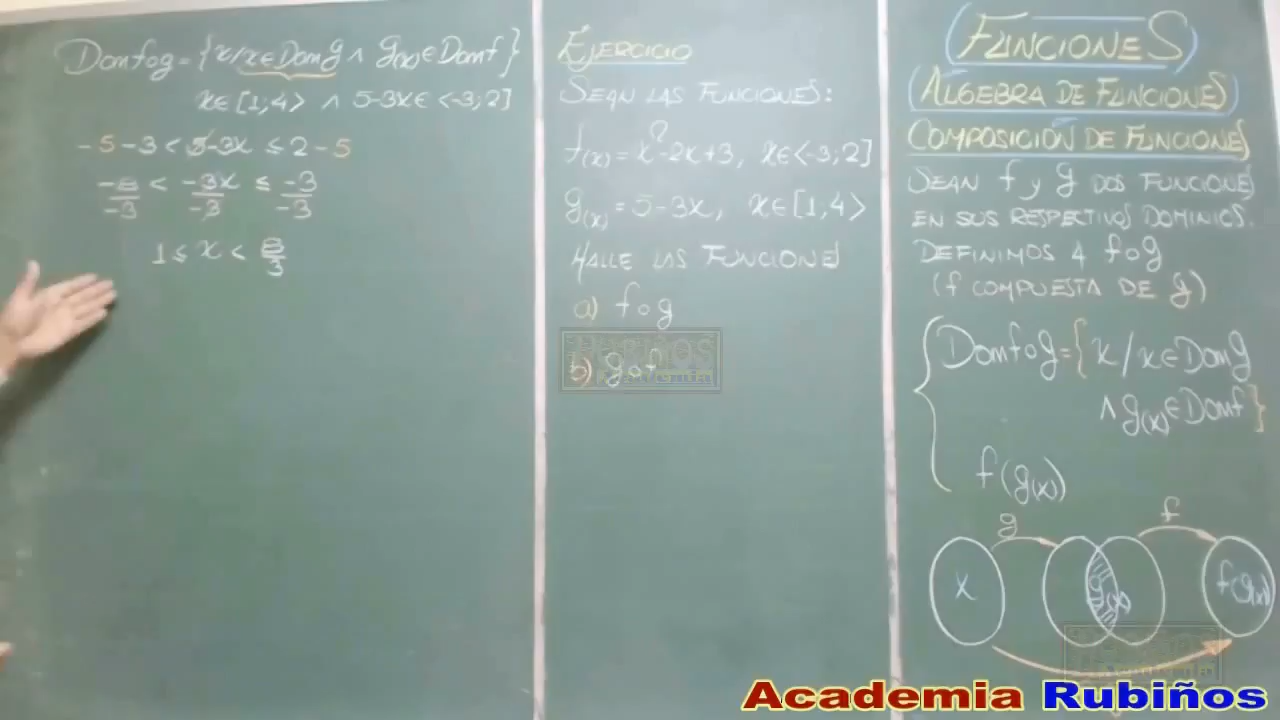 Domfog = {x/x∈Domg ∧ g(x)∈Domf}
x∈[1;4> ∧ 5-3x∈<-3;2]
-5-3<5-3x≤2-5
-8/-3 < -3x/-3 ≤ -3/-3
1≤x<8/3
EJERCICIO
SEAN LAS FUNCIONES:
f(x)=x²-2x+3, x∈<-3;2]
g(x)=5-3x, x∈[1,4>
HALLE LAS FUNCIONES
a) fog
b) gof
FUNCIONES
ALGEBRA DE FUNCIONES
COMPOSICIÓN DE FUNCIONES
SEAN f y g DOS FUNCIONES
EN SUS RESPECTIVOS DOMINIOS.
DEFINIMOS A fog
(f COMPUESTA DE g)
Domfog={x/x∈Domg
∧ g(x)∈Domf}
f(g(x))
g f
x g(x) f(g(x))
Academia Rubiños